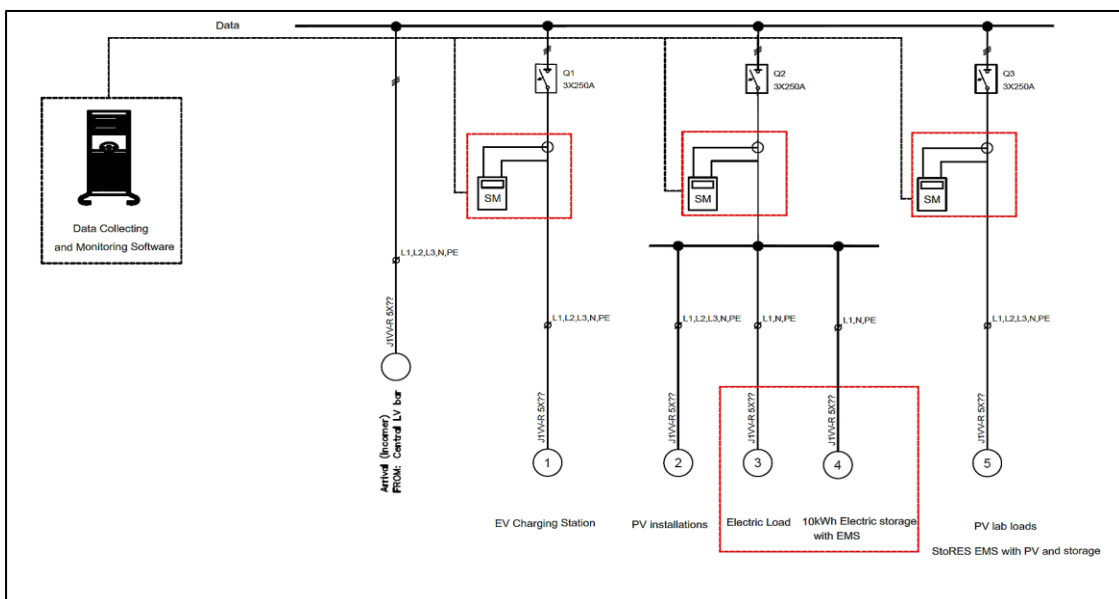 Data
Q1
3X250A
Q2
3X250A
Q3
3X250A
SM
SM
SM
Data Collecting
and Monitoring Software
L1,L2,L3,N,PE
L1,L2,L3,N,PE
L1,L2,L3,N,PE
L1,N,PE
L1,N,PE
L1,L2,L3,N,PE
J1VV-R 5X??
J1VV-R 5X??
J1VV-R 5X??
J1VV-R 5X??
J1VV-R 5X??
J1VV-R 5X??
Arrival (Incomer)
FROM: Central LV bar
1
2
3
4
5
EV Charging Station
PV installations
Electric Load
10kWh Electric storage
with EMS
PV lab loads
StoRES EMS with PV and storage